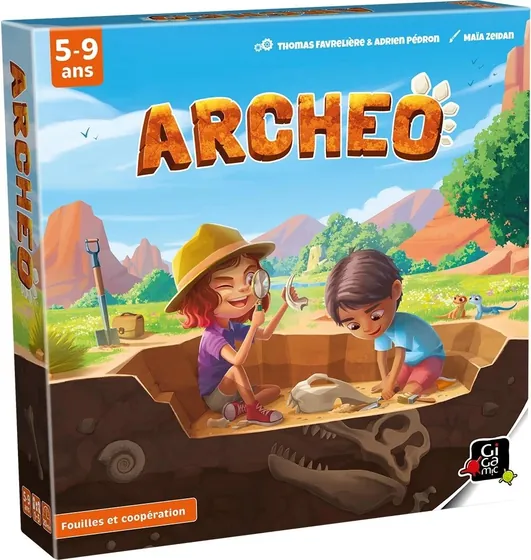 5-9
ans
THOMAS FAVRELIÈRE & ADRIEN PÉDRON
MAÏA ZEIDAN
ARCHEO
ARCHEO
Fouilles et coopération
GiGamic